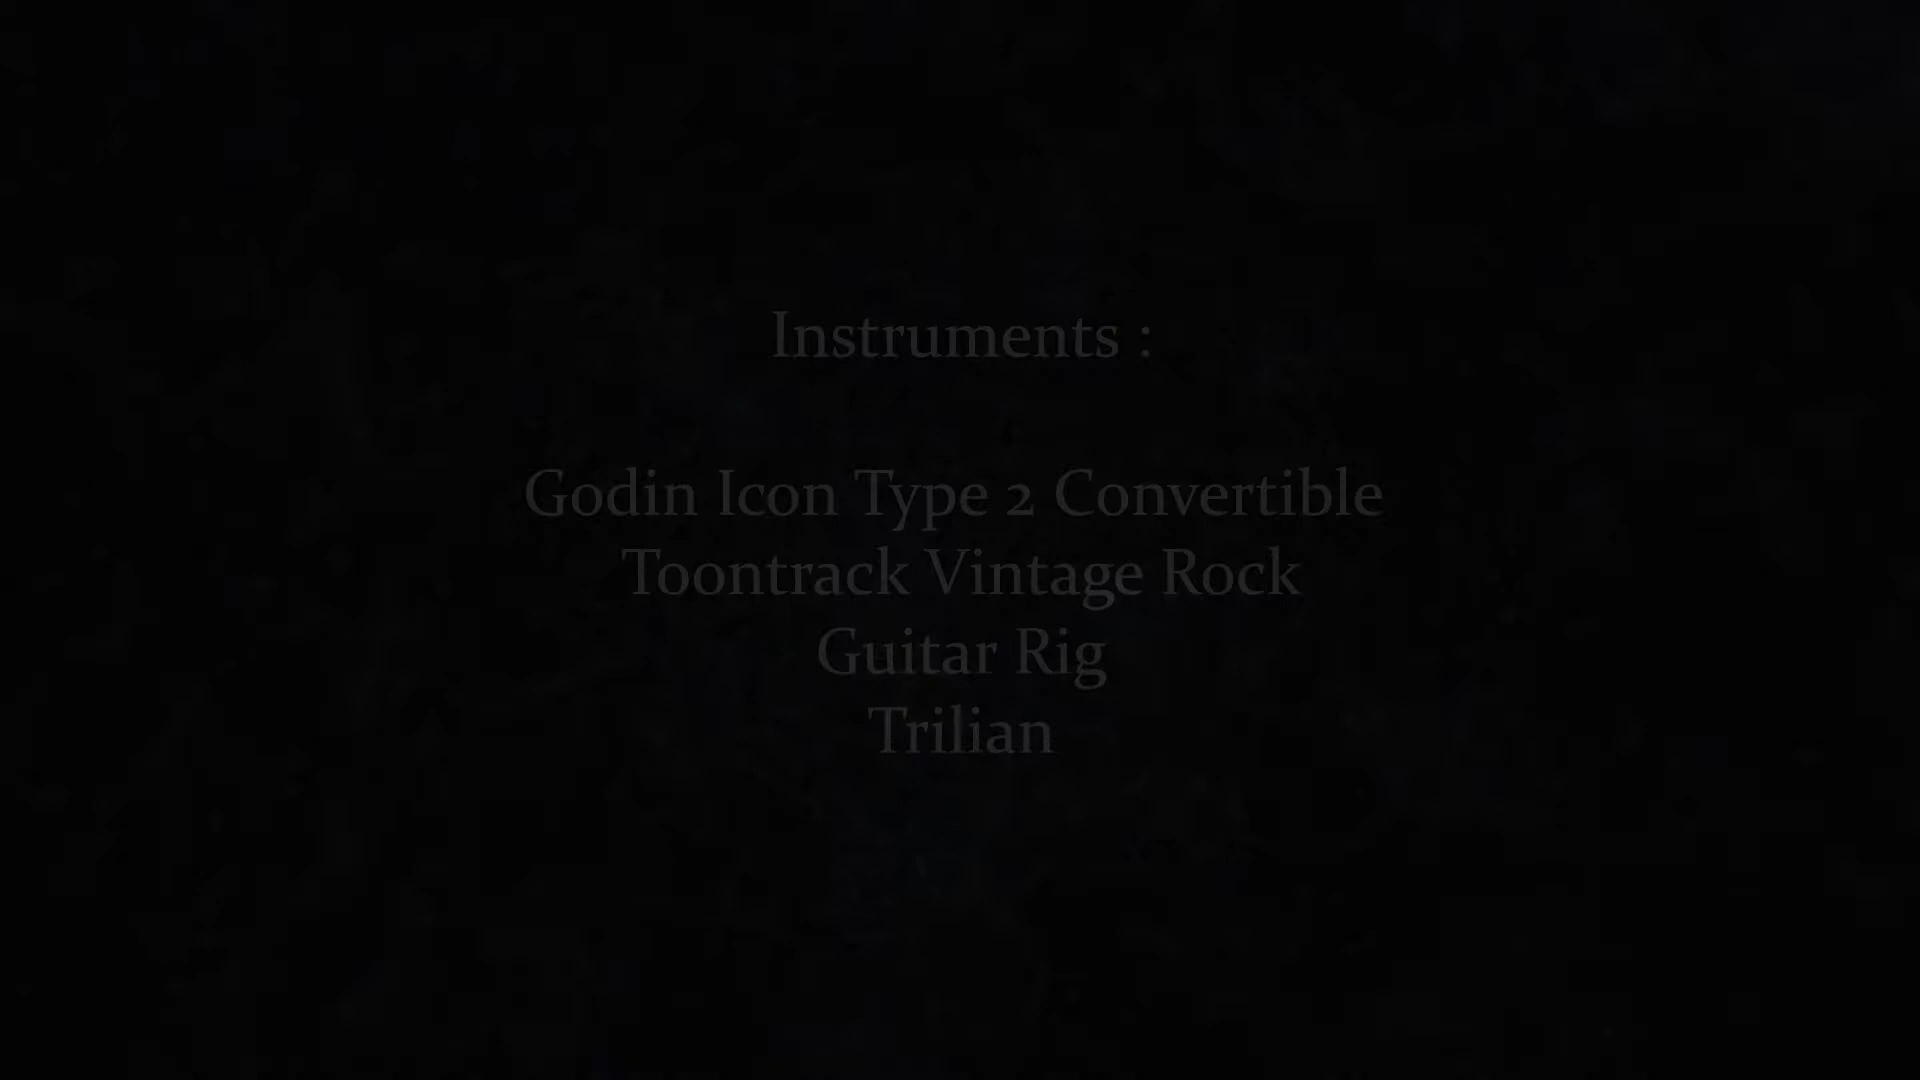 Instruments :
Godin Icon Type 2 Convertible
Toontrack Vintage Rock
Guitar Rig
Trilian